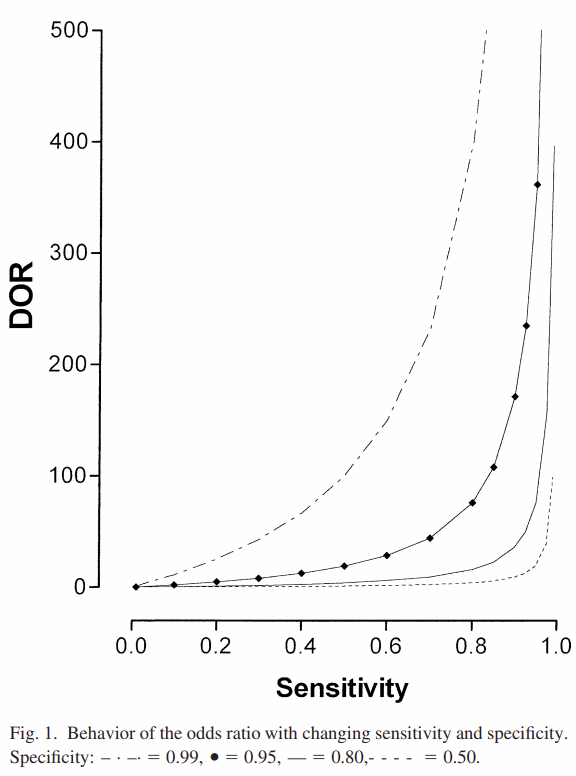 500
400
300
200
100
0
DOR
0.0 0.2 0.4 0.6 0.8 1.0
Sensitivity
Fig. 1. Behavior of the odds ratio with changing sensitivity and specificity.
Specificity: – · –· = 0.99, ● = 0.95, — = 0.80,- - - - = 0.50.